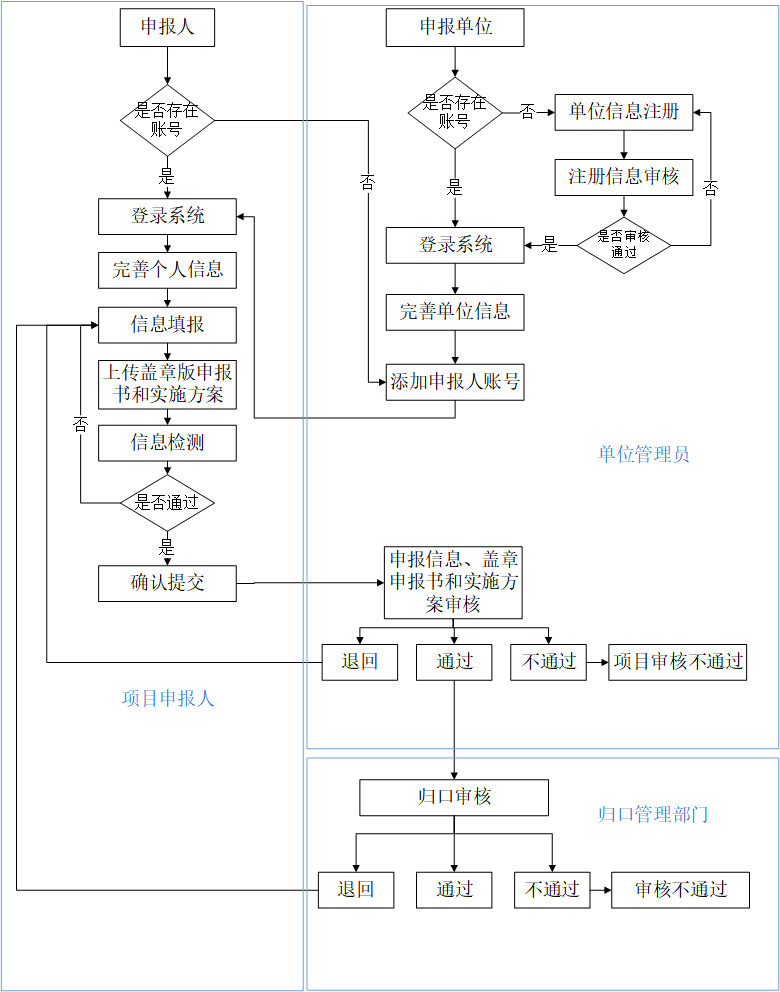 申报人
是否存在
账号
是
否
登录系统
完善个人信息
信息填报
上传盖章版申报
书和实施方案
信息检测
否
是否通过
是
确认提交
项目申报人
申报单位
是否存在
账号
否
单位信息注册
注册信息审核
是否审核
通过
否
是
是
登录系统
完善单位信息
添加申报人账号
单位管理员
申报信息、盖章
申报书和实施方
案审核
退回
通过
不通过
项目审核不通过
归口审核
归口管理部门
退回
通过
不通过
审核不通过